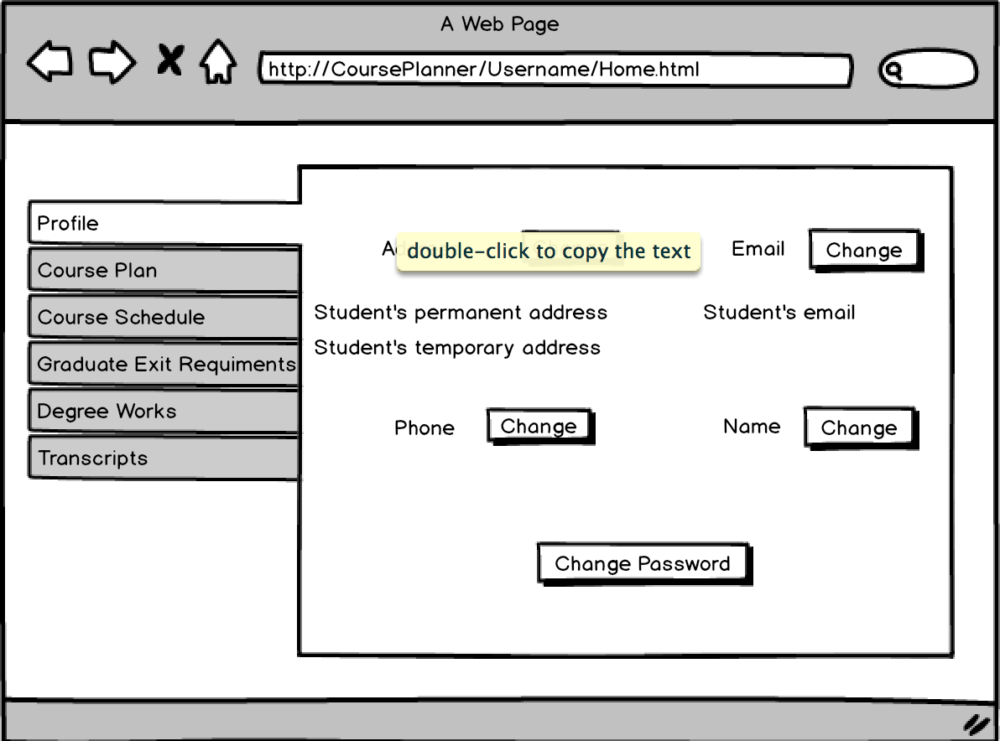 A Web Page
http://CoursePlanner/Username/Home.html
Profile
Course Plan
Course Schedule
Graduate Exit Requiments
Degree Works
Transcripts
double-click to copy the text
Email Change
Student's permanent address Student's email
Student's temporary address
Phone Change Name Change
Change Password